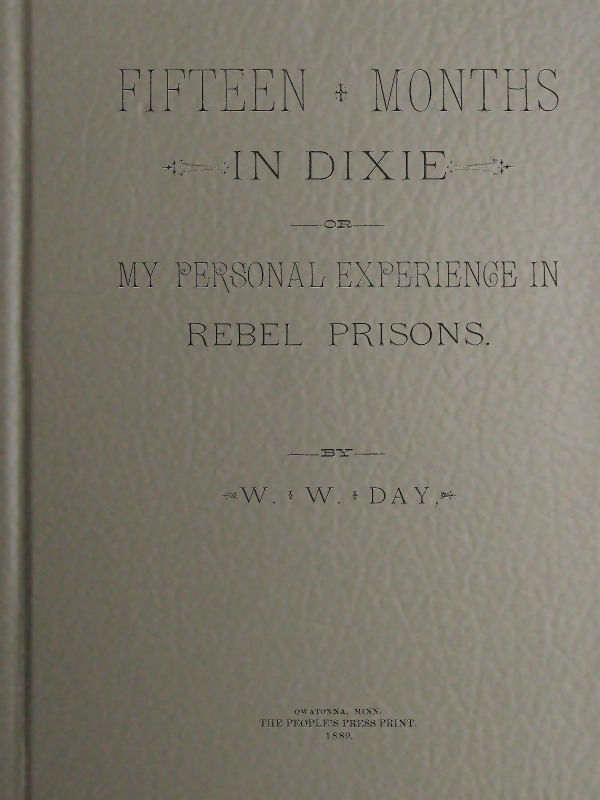 FIFTEEN MONTHS
IN DIXIE
OR
MY PERSONAL EXPERIENCE IN
REBEL PRISONS.
BY
W. W. DAY,
OWATONNA, MINN.
THE PEOPLE'S PRESS PRINT.
1889.